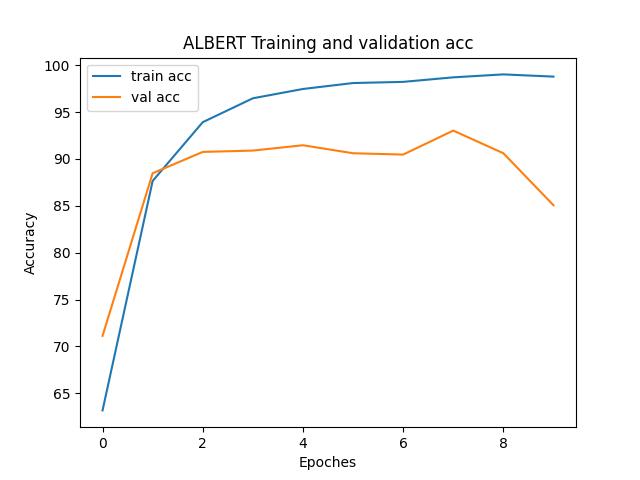 ALBERT Training and validation acc
100
95
90
85
80
75
70
65
Accuracy
train acc
val acc
0 2 4 6 8
Epoches